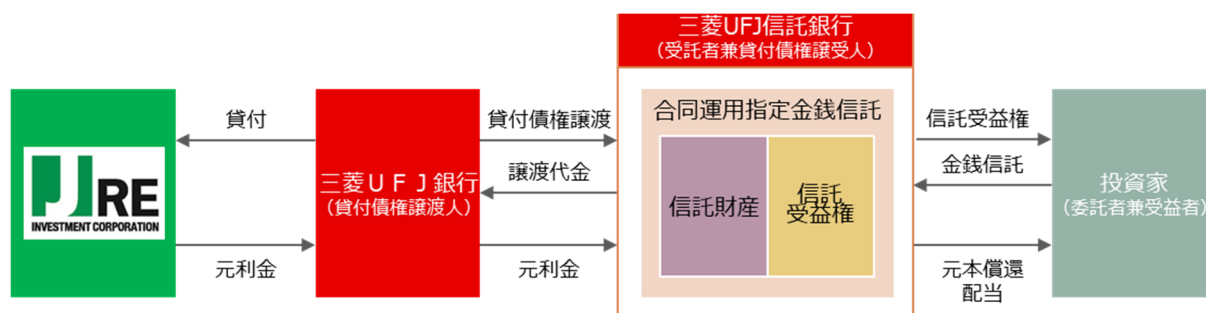 三菱UFJ信託銀行
（受託者兼貸付債権譲受人）
JRE
INVESTMENT CORPORATION
貸付
元利金
三菱ＵＦＪ銀行
（貸付債権譲渡人）
貸付債権譲渡
譲渡代金
元利金
合同運用指定金銭信託
信託財産
信託
受益権
信託受益権
金銭信託
元本償還
配当
投資家
（委託者兼受益者）